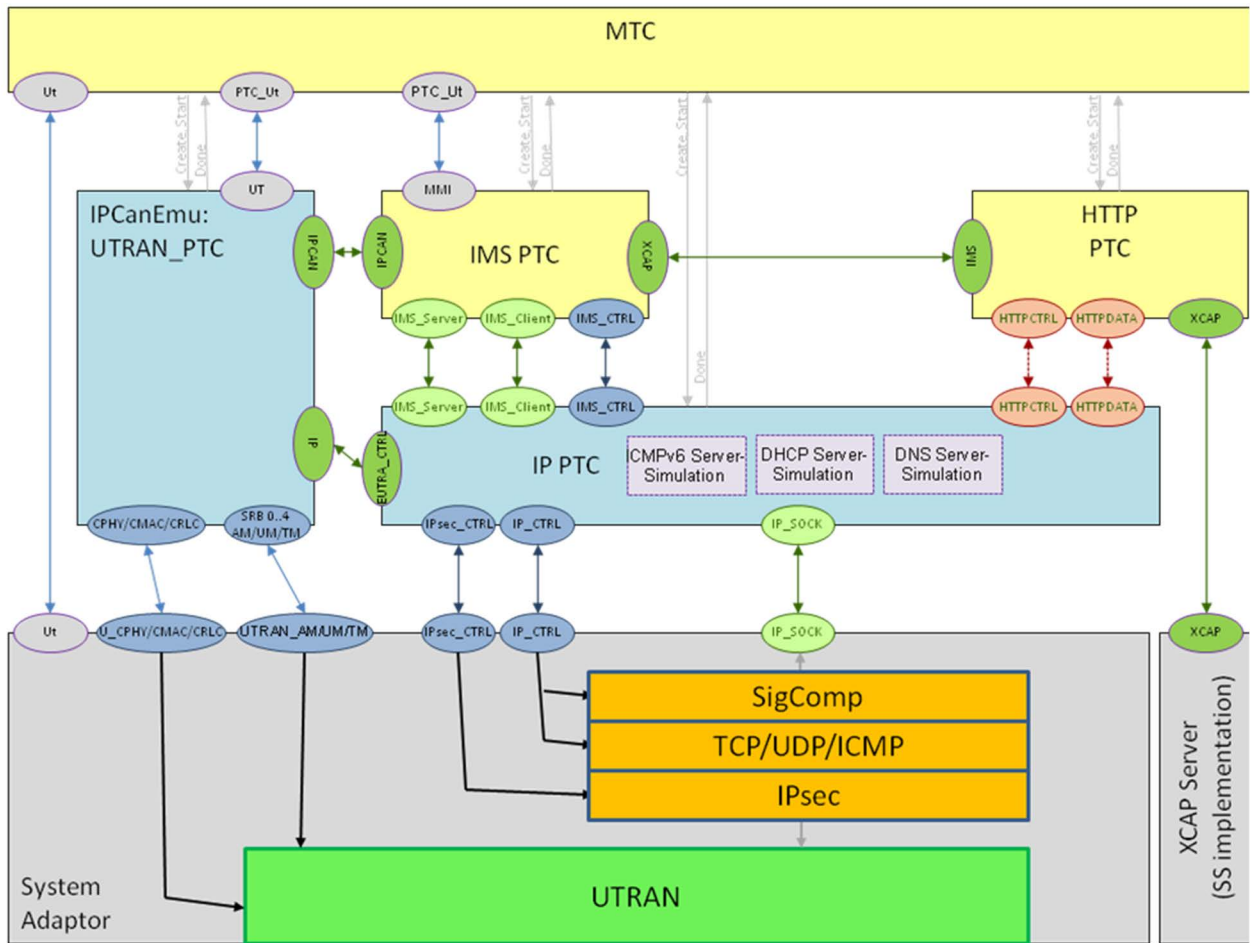 MTC
Ut
PTC_Ut
PTC_Ut
Create_Start
Done
Create_Start
Done
Create_Start
Done
Create_Start
Done
UT
MMI
IPCanEmu:
UTRAN_PTC
IPCAN
IPCAN
IMS PTC
XCAP
SMI
HTTP
PTC
IMS_Server
IMS_Client
IMS_CTRL
HTTPCTRL
HTTPDATA
XCAP
IMS_Server
IMS_Client
IMS_CTRL
HTTPCTRL
HTTPDATA
IP
EUTRA_CTRL
IP PTC
ICMPv6 Server-
Simulation
DHCP Server-
Simulation
DNS Server-
Simulation
CPHY/CMAC/CRLC
SRB 0..4
AM/UM/TM
IPsec_CTRL
IP_CTRL
IP_SOCK
Ut
U_CPHY/CMAC/CRLC
UTRAN_AM/UM/TM
IPsec_CTRL
IP_CTRL
IP_SOCK
XCAP
SigComp
TCP/UDP/ICMP
IPsec
UTRAN
System
Adaptor
XCAP Server
(SS implementation)